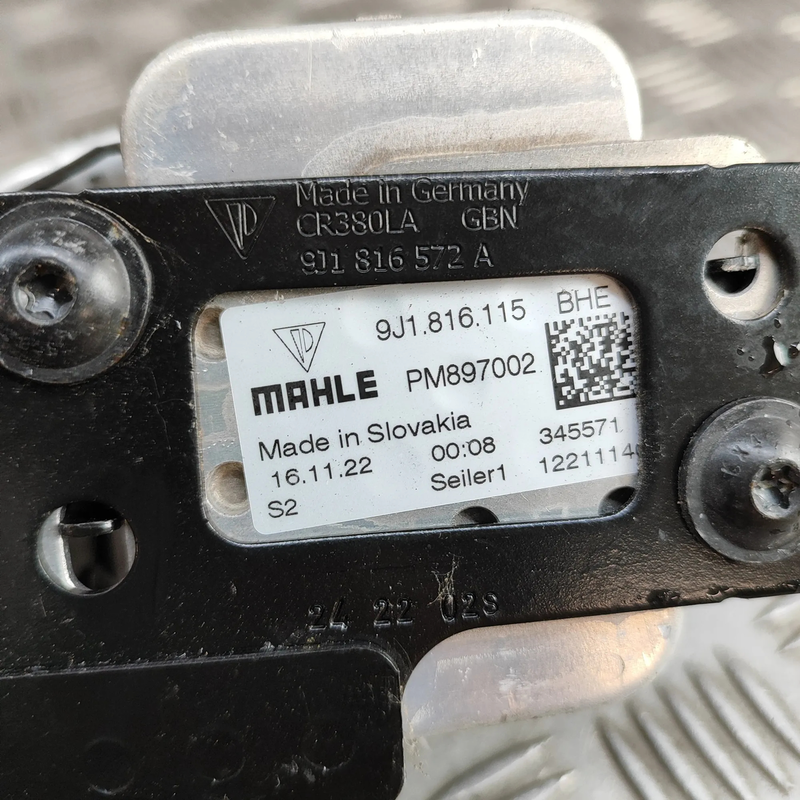 Made in Germany
CR380LA GBN
9J1 816 572 A
9J1.816.115 BHE
MAHLE PM897002
Made in Slovakia
16.11.22 00:08 345571
S2 Seiler1 1221114
24 22 028